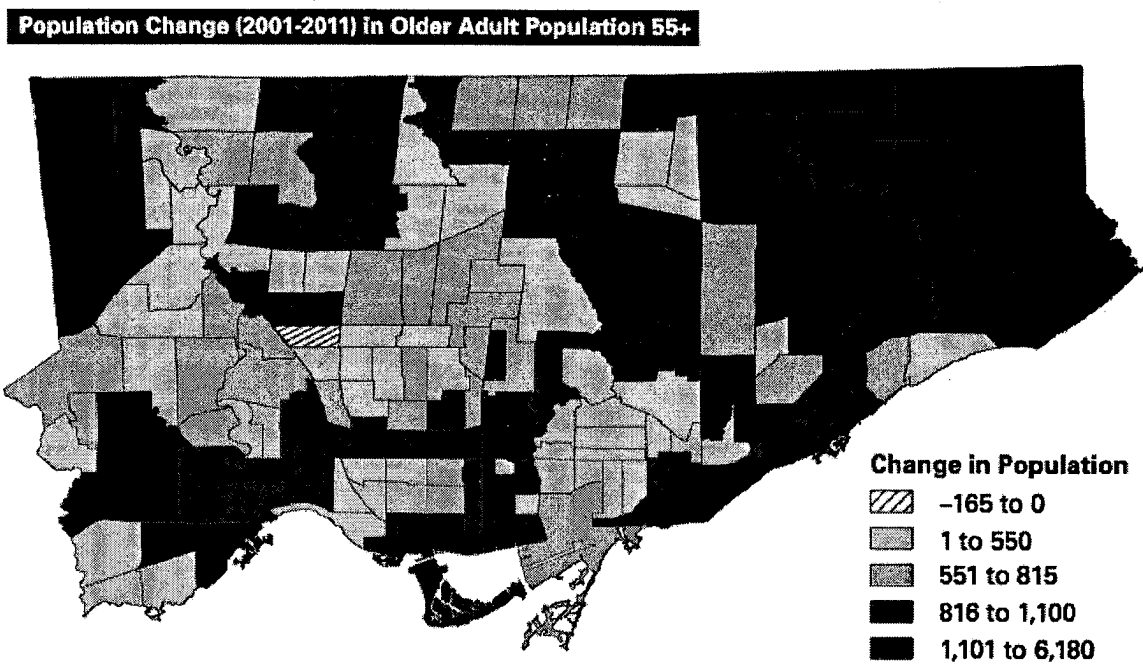 Population Change (2001-2011) in Older Adult Population 55+
Change in Population
–165 to 0
1 to 550
551 to 815
816 to 1,100
1,101 to 6,180